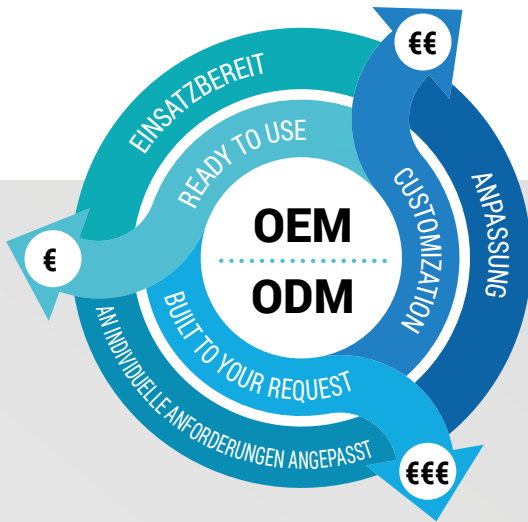 €€
EINSATZBEREIT
READY TO USE
CUSTOMIZATION
ANPASSUNG
OEM
ODM
€
BUILT TO YOUR REQUEST
AN INDIVIDUELLE ANFORDERUNGEN ANGEPASST
€€€